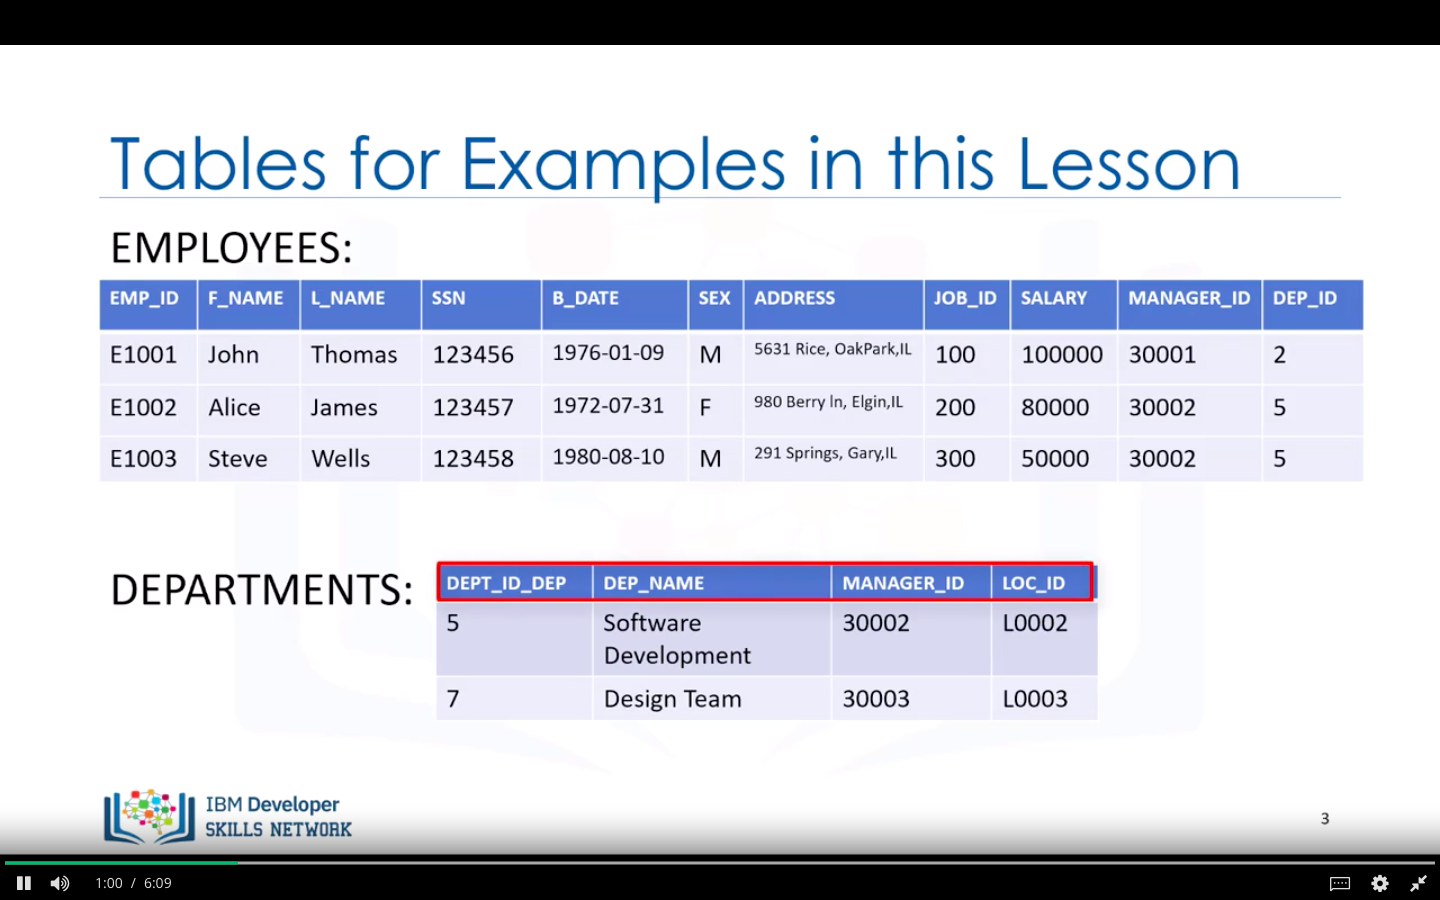 Tables for Examples in this Lesson
EMPLOYEES:
EMP_ID F_NAME L_NAME SSN B_DATE SEX ADDRESS JOB_ID SALARY MANAGER_ID DEP_ID
E1001 John Thomas 123456 1976-01-09 M 5631 Rice, OakPark,IL 100 100000 30001 2
E1002 Alice James 123457 1972-07-31 F 980 Berry ln, Elgin,IL 200 80000 30002 5
E1003 Steve Wells 123458 1980-08-10 M 291 Springs, Gary,IL 300 50000 30002 5
DEPARTMENTS:
DEPT_ID_DEP DEP_NAME MANAGER_ID LOC_ID
5 Software Development 30002 L0002
7 Design Team 30003 L0003
IBM Developer
SKILLS NETWORK
3
1:00 / 6:09